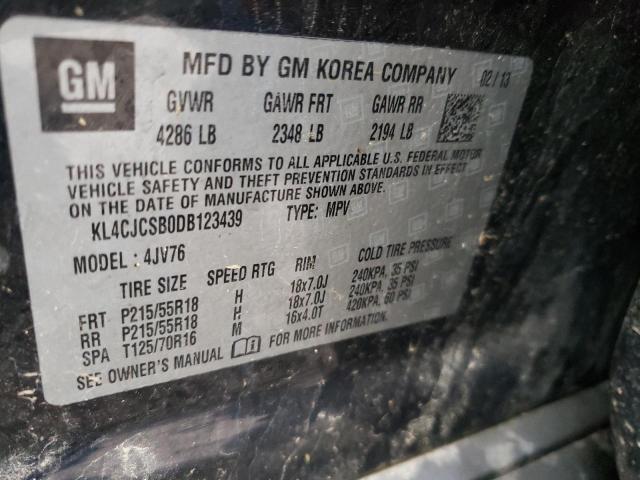 GM
MFD BY GM KOREA COMPANY 02/13
GVWR GAWR FRT GAWR RR
4286 LB 2348 LB 2194 LB
THIS VEHICLE CONFORMS TO ALL APPLICABLE U.S. FEDERAL MOTOR
VEHICLE SAFETY AND THEFT PREVENTION STANDARDS IN EFFECT
ON THE DATE OF MANUFACTURE SHOWN ABOVE.
KL4CJCSB0DB123439 TYPE: MPV
MODEL: 4JV76
TIRE SIZE SPEED RTG RIM COLD TIRE PRESSURE
FRT P215/55R18 H 18x7.0J 240KPA, 35 PSI
RR P215/55R18 H 18x7.0J 240KPA, 35 PSI
SPA T125/70R16 M 16x4.0T 420KPA, 60 PSI
SEE OWNER'S MANUAL FOR MORE INFORMATION.